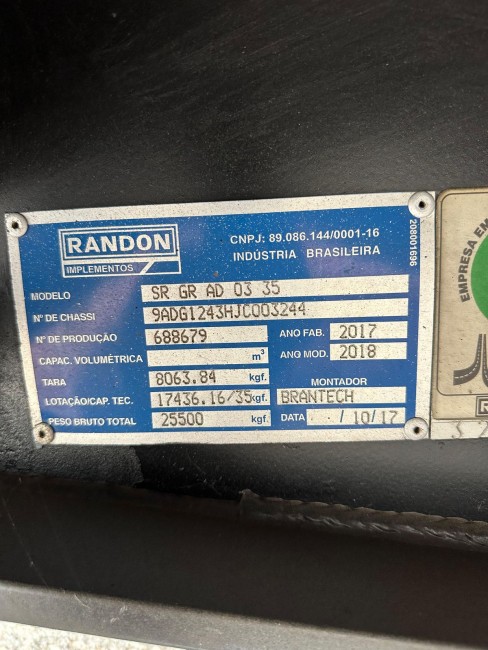 RANDON
IMPLEMENTOS
CNPJ: 89.086.144/0001-16
INDÚSTRIA BRASILEIRA
208001696
MODELO SR GR AD 03 35
Nº DE CHASSI 9ADG1243HJC003244
Nº DE PRODUÇÃO 688679 ANO FAB. 2017
CAPAC. VOLUMÉTRICA m³ ANO MOD. 2018
TARA 8063.84 kgf. MONTADOR
LOTAÇÃO/CAP. TEC. 17436.16/35 kgf. BRANTECH
PESO BRUTO TOTAL 25500 kgf. DATA /10/17
EMPRESA EM